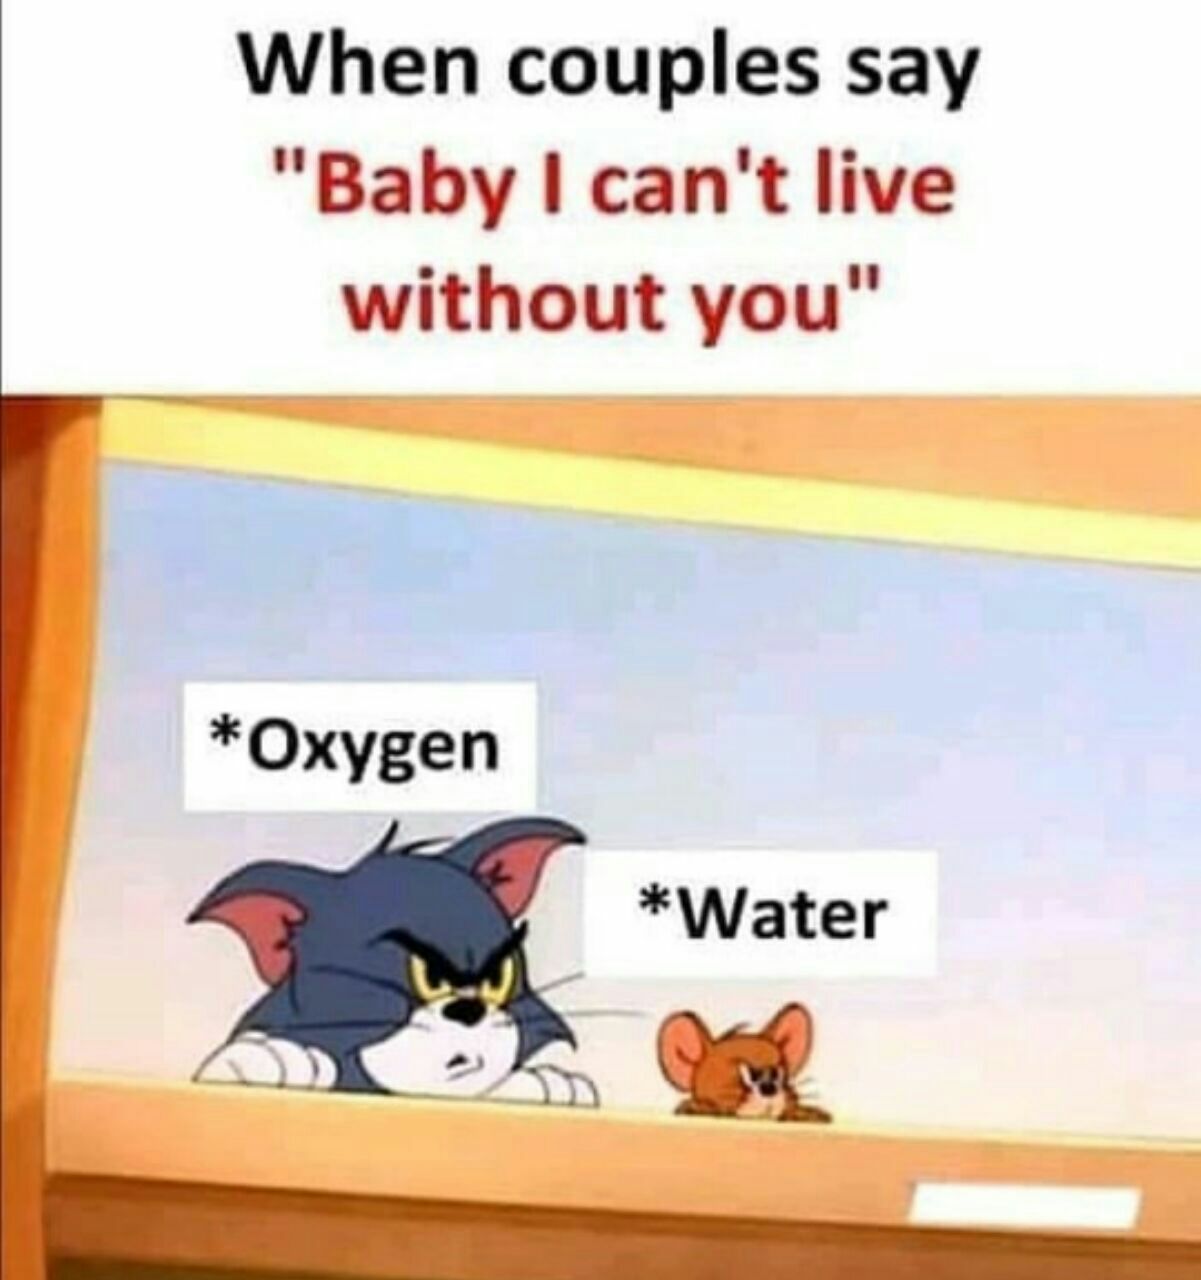 When couples say
"Baby I can't live
without you"
*Oxygen
*Water